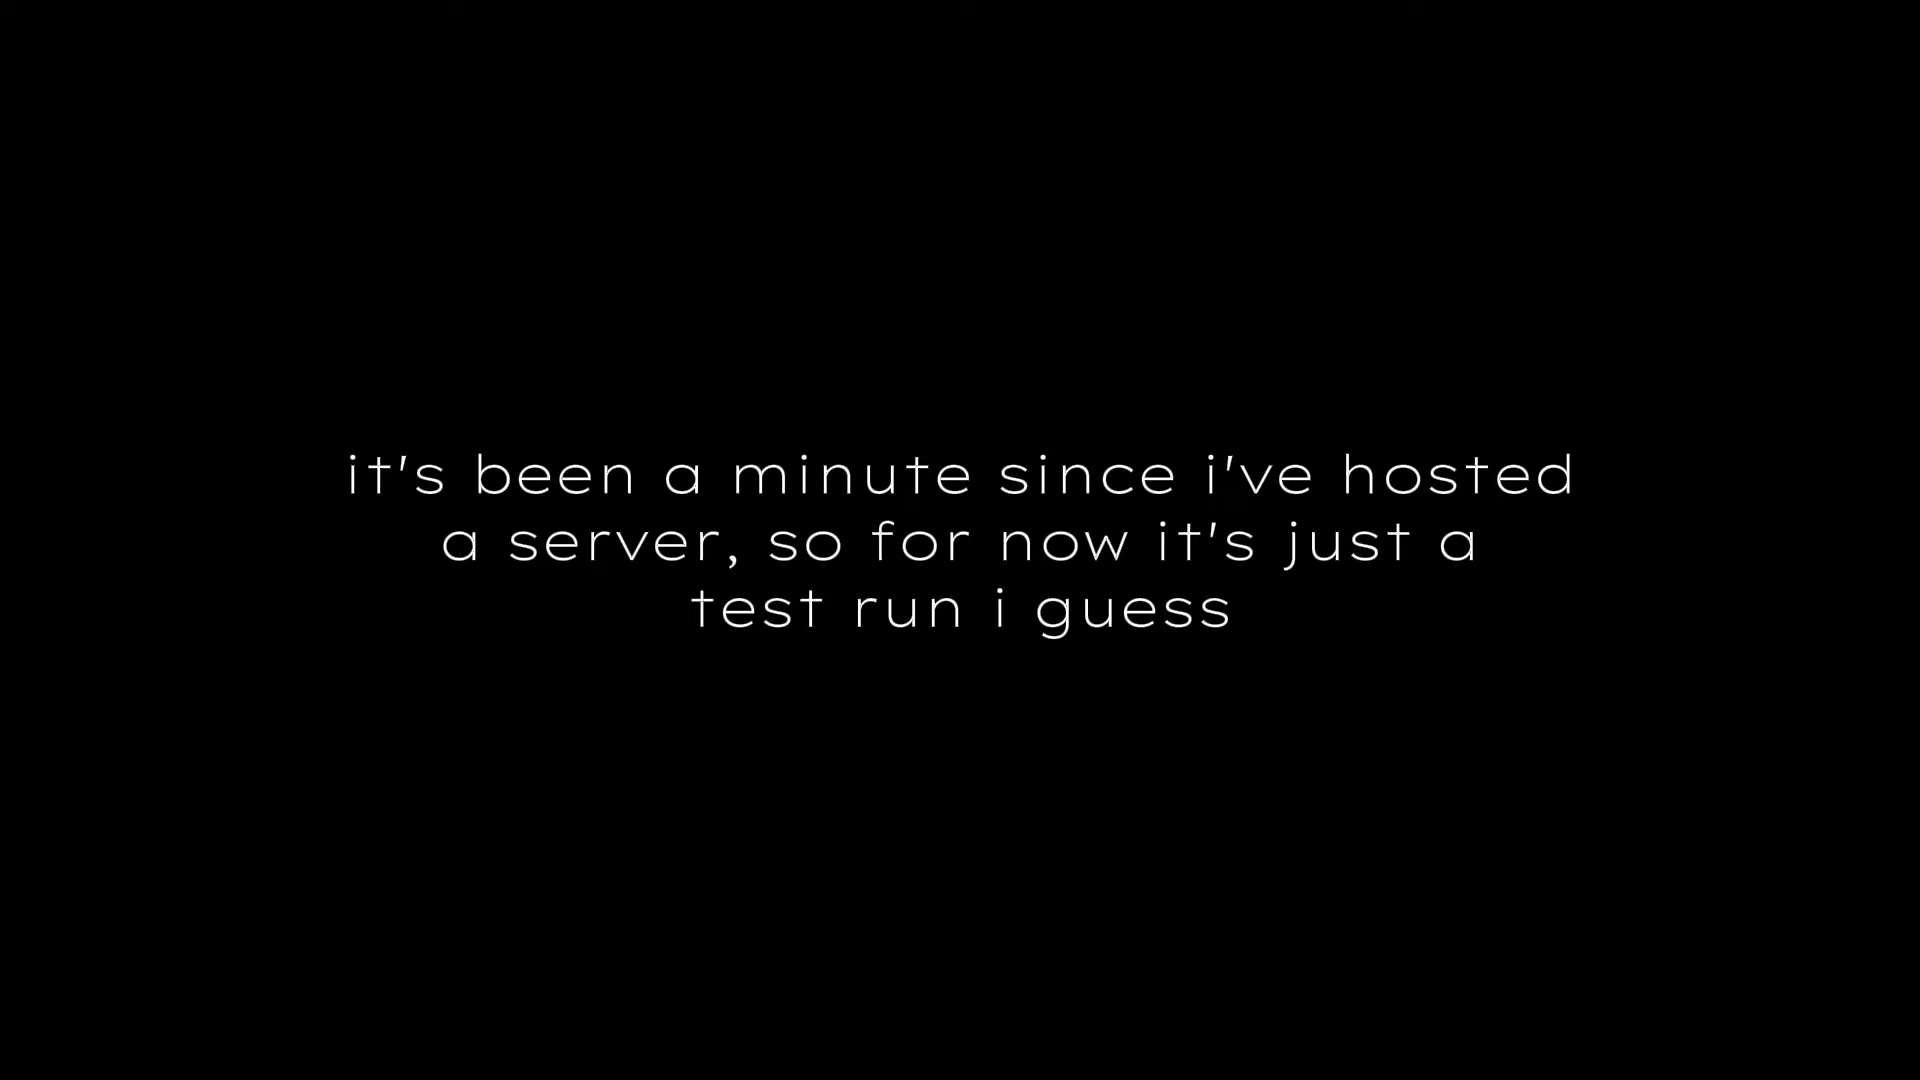 it's been a minute since i've hosted
a server, so for now it's just a
test run i guess